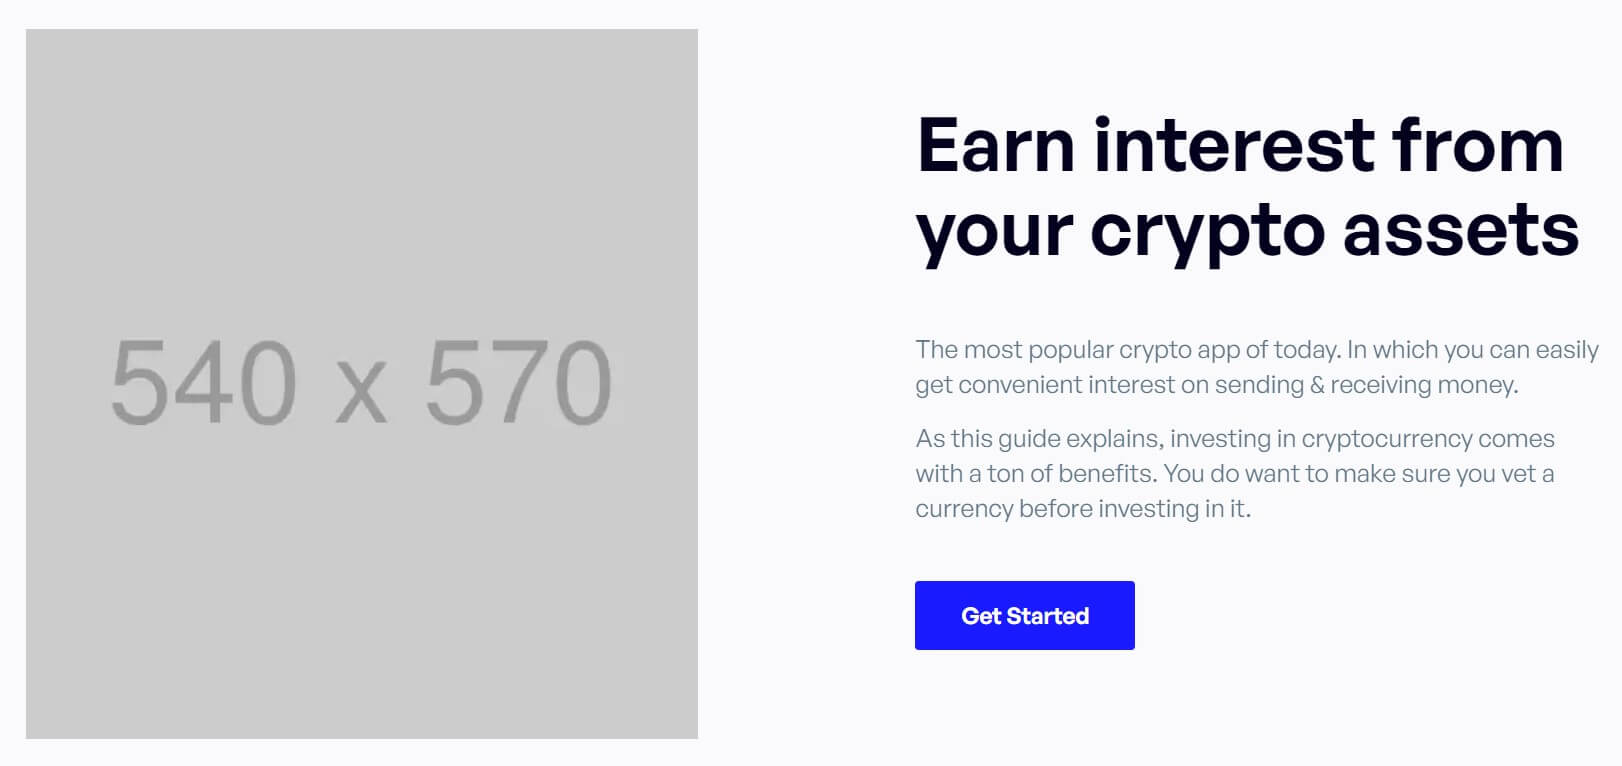 540 x 570
Earn interest from
your crypto assets
The most popular crypto app of today. In which you can easily
get convenient interest on sending & receiving money.
As this guide explains, investing in cryptocurrency comes
with a ton of benefits. You do want to make sure you vet a
currency before investing in it.
Get Started